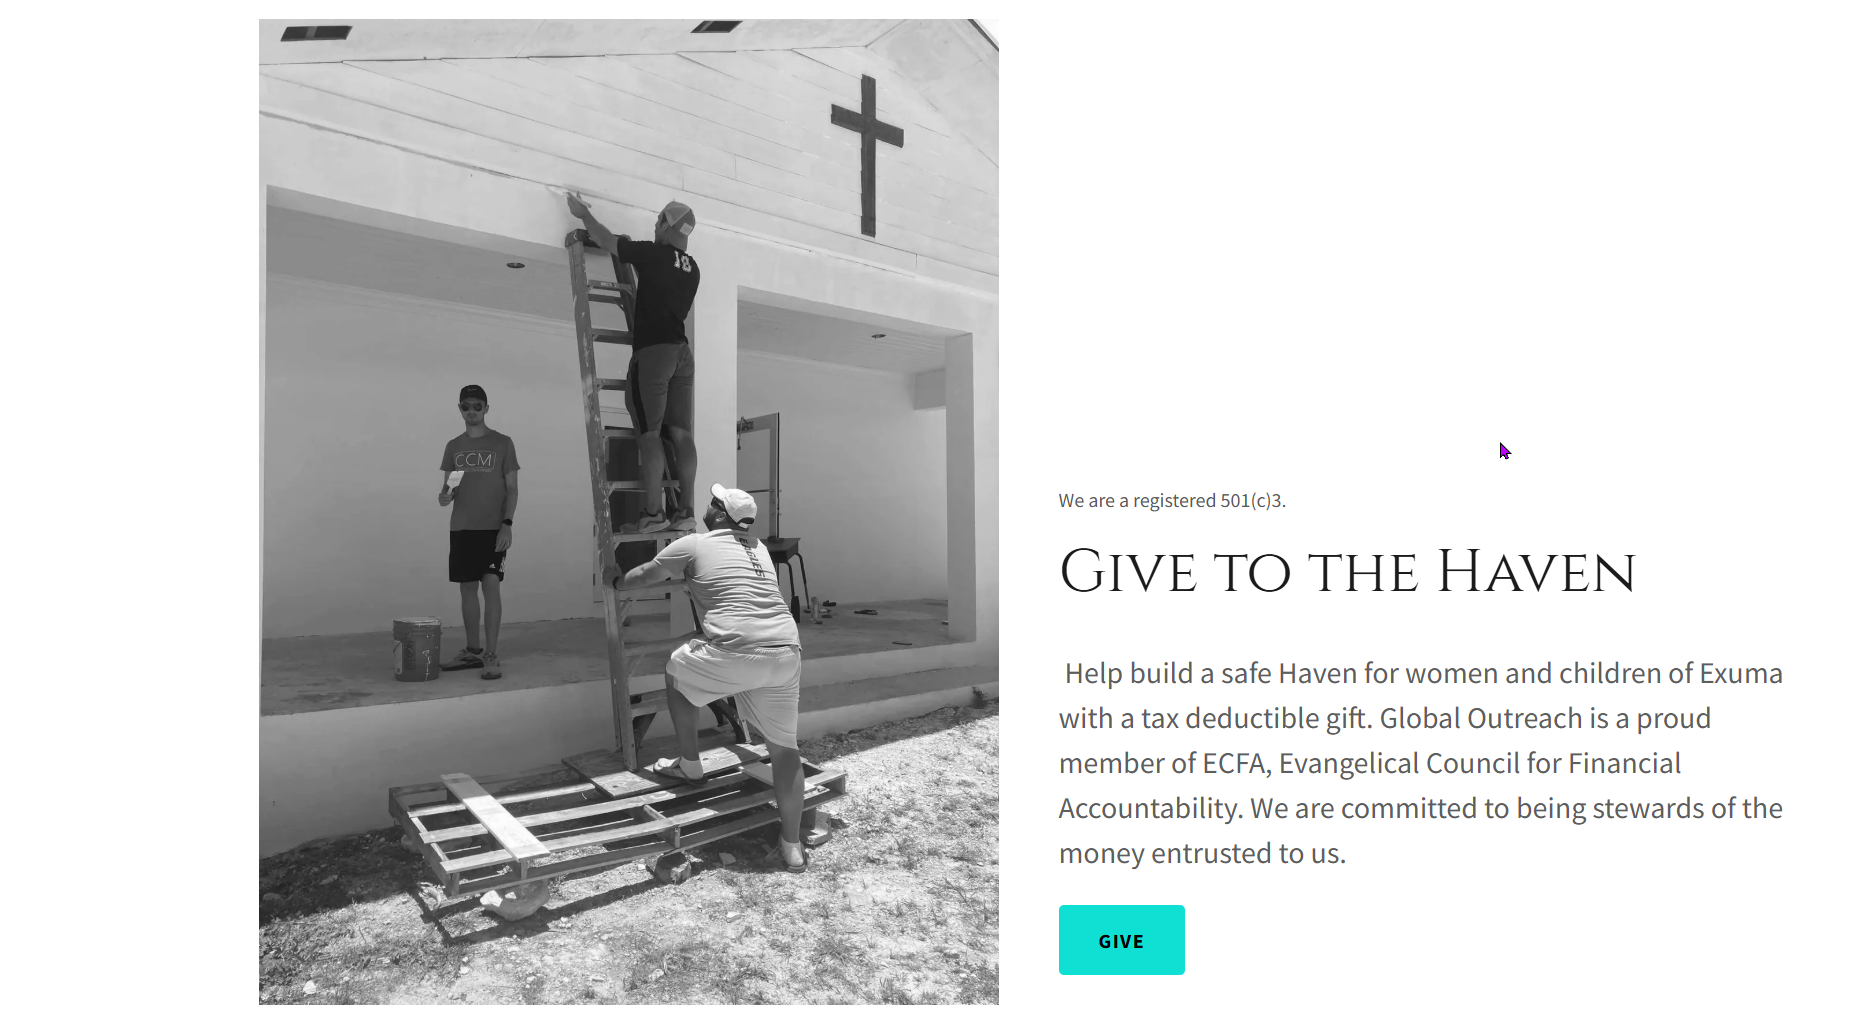 18
CCM
EAGLES
We are a registered 501(c)3.
Give to the Haven
Help build a safe Haven for women and children of Exuma
with a tax deductible gift. Global Outreach is a proud
member of ECFA, Evangelical Council for Financial
Accountability. We are committed to being stewards of the
money entrusted to us.
GIVE